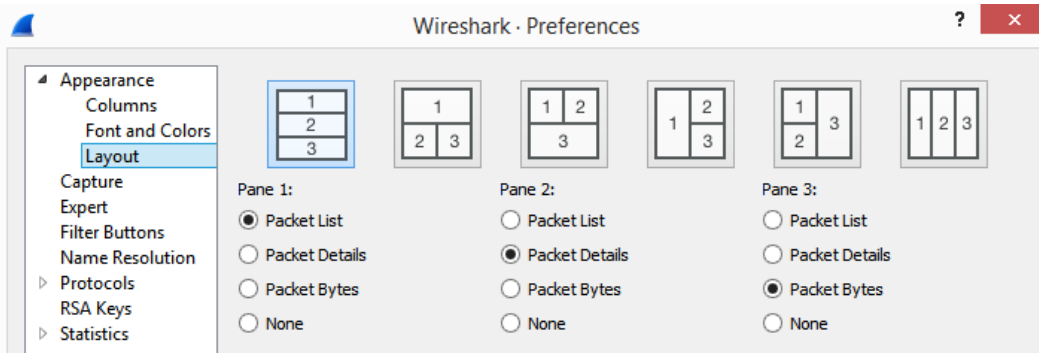 Wireshark · Preferences
?
×
Appearance
Columns
Font and Colors
Layout
Capture
Expert
Filter Buttons
Name Resolution
Protocols
RSA Keys
Statistics
1
2
3
1
2 3
1 2
3
1
2
3
1
2
3
1 2 3
Pane 1:
Packet List
Packet Details
Packet Bytes
None
Pane 2:
Packet List
Packet Details
Packet Bytes
None
Pane 3:
Packet List
Packet Details
Packet Bytes
None